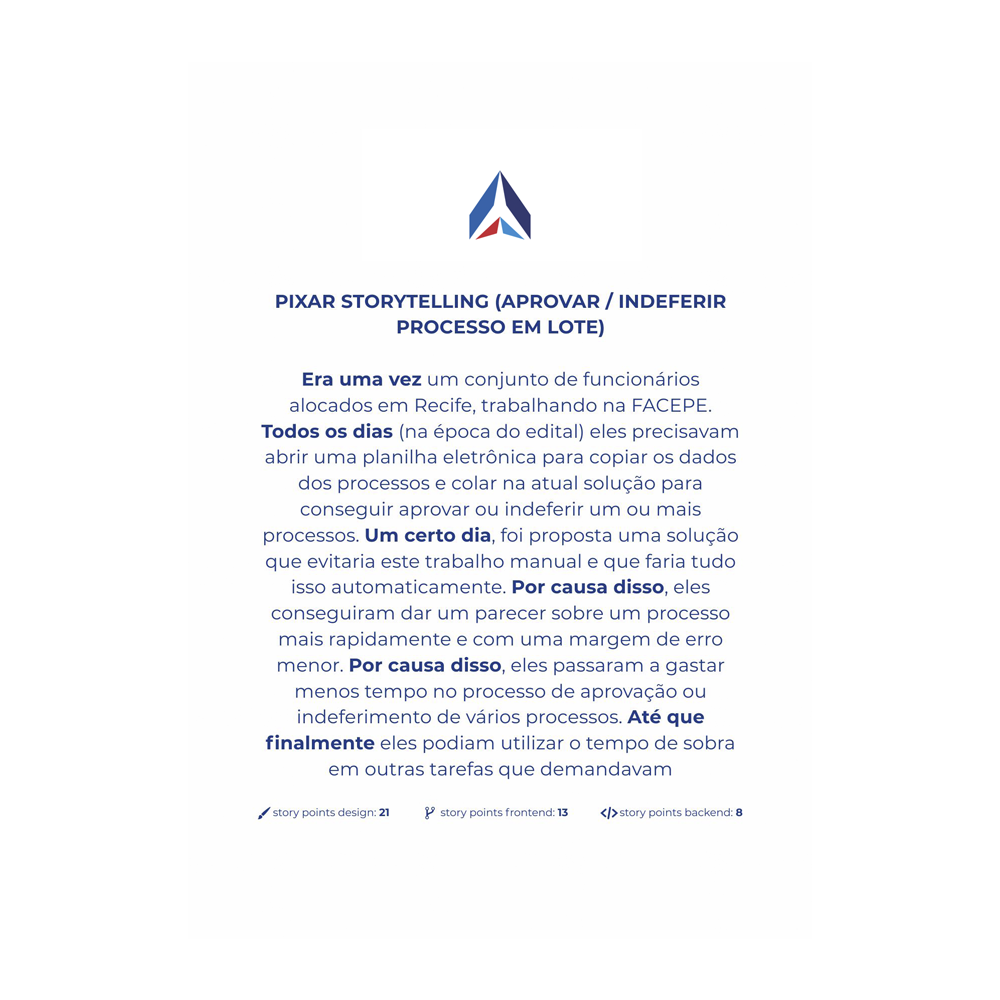 PIXAR STORYTELLING (APROVAR / INDEFERIR
PROCESSO EM LOTE)
Era uma vez um conjunto de funcionários
alocados em Recife, trabalhando na FACEPE.
Todos os dias (na época do edital) eles precisavam
abrir uma planilha eletrônica para copiar os dados
dos processos e colar na atual solução para
conseguir aprovar ou indeferir um ou mais
processos. Um certo dia, foi proposta uma solução
que evitaria este trabalho manual e que faria tudo
isso automaticamente. Por causa disso, eles
conseguiram dar um parecer sobre um processo
mais rapidamente e com uma margem de erro
menor. Por causa disso, eles passaram a gastar
menos tempo no processo de aprovação ou
indeferimento de vários processos. Até que
finalmente eles podiam utilizar o tempo de sobra
em outras tarefas que demandavam
story points design: 21 story points frontend: 13 story points backend: 8